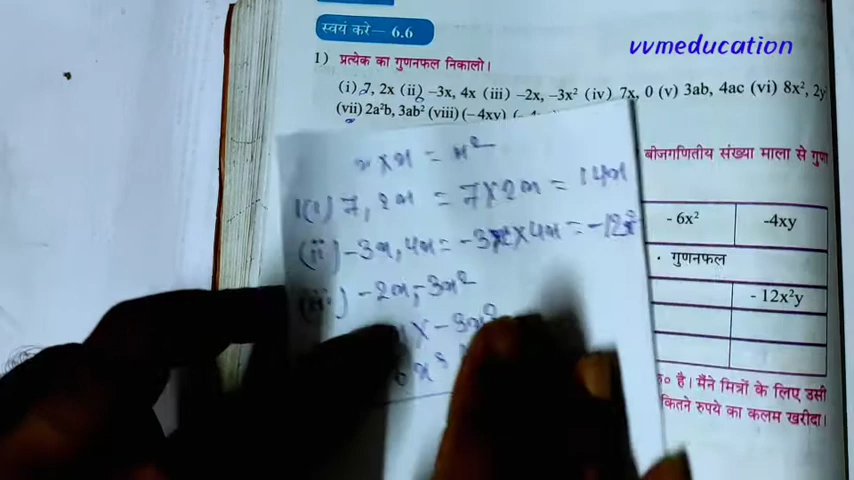 स्वयं करे– 6.6
vvmeducation
1) प्रत्येक का गुणनफल निकालो।
(i) 7, 2x (ii) -3x, 4x (iii) -2x, -3x² (iv) 7x, 0 (v) 3ab, 4ac (vi) 8x², 2y
(vii) 2a²b, 3ab² (viii) (-4xy)
x × x = x²
1(i) 7, 2x = 7×2x = 14x
(ii) -3x, 4x = -3x×4x = -12x²
(iii) -2x, -3x²
x × -3x²
6x³
बीजगणितीय संख्या माला से गुणा
- 6x² -4xy
गुणनफल
- 12x²y
है। मैंने मित्रों के लिए उसी
कितने रुपये का कलम खरीदा।